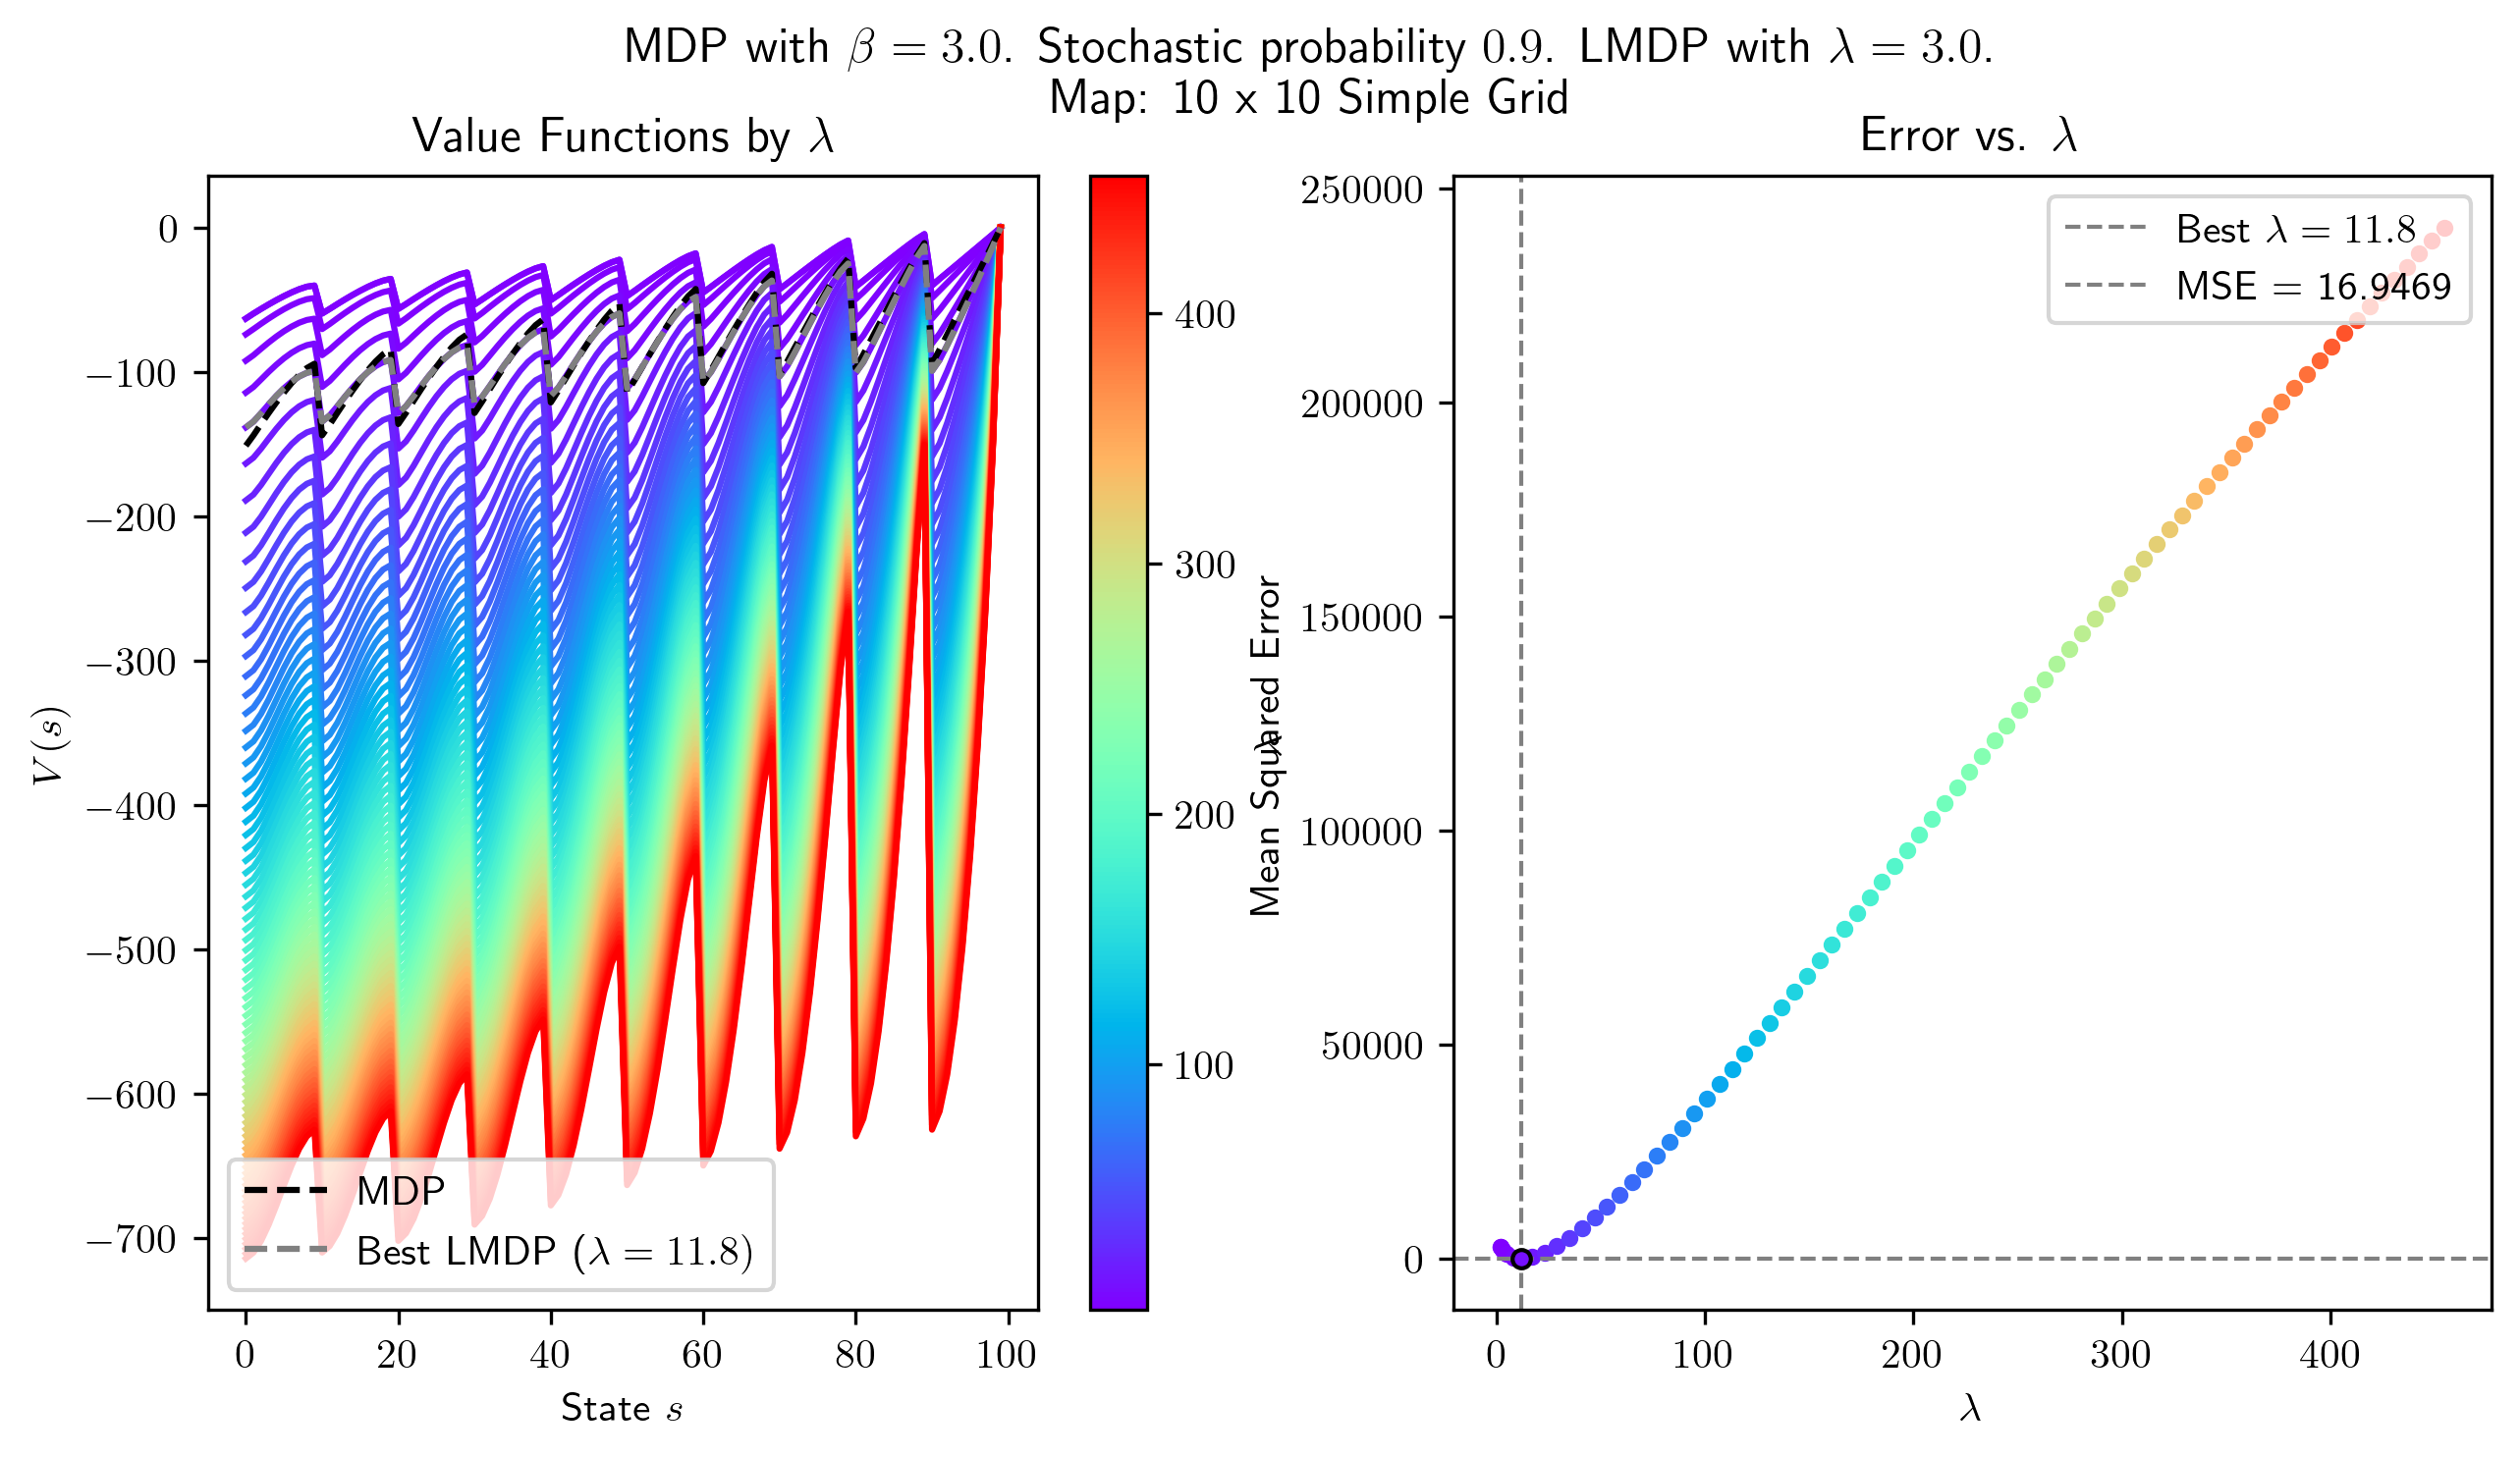 MDP with β = 3.0. Stochastic probability 0.9. LMDP with λ = 3.0.
Map: 10 x 10 Simple Grid
Value Functions by λ
0
−100
−200
−300
−400
−500
−600
−700
V(s)
0
20
40
60
80
100
State s
MDP
Best LMDP (λ = 11.8)
400
300
200
100
λ
Error vs. λ
250000
200000
150000
100000
50000
0
Mean Squared Error
0
100
200
300
400
λ
Best λ = 11.8
MSE = 16.9469